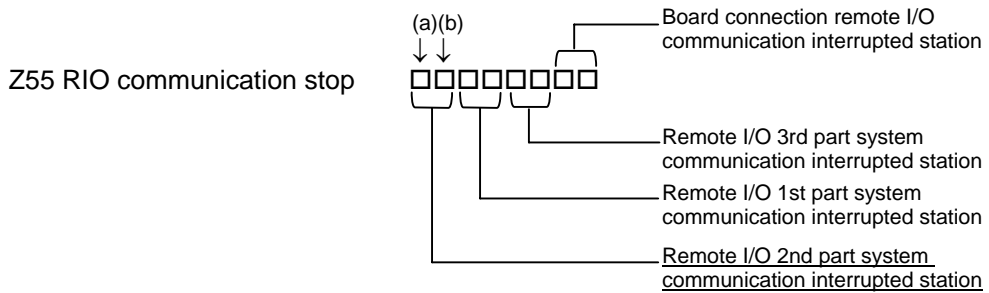 (a)(b)
↓ ↓
Board connection remote I/O
communication interrupted station
Z55 RIO communication stop □□□□□□□□
Remote I/O 3rd part system
communication interrupted station
Remote I/O 1st part system
communication interrupted station
Remote I/O 2nd part system
communication interrupted station